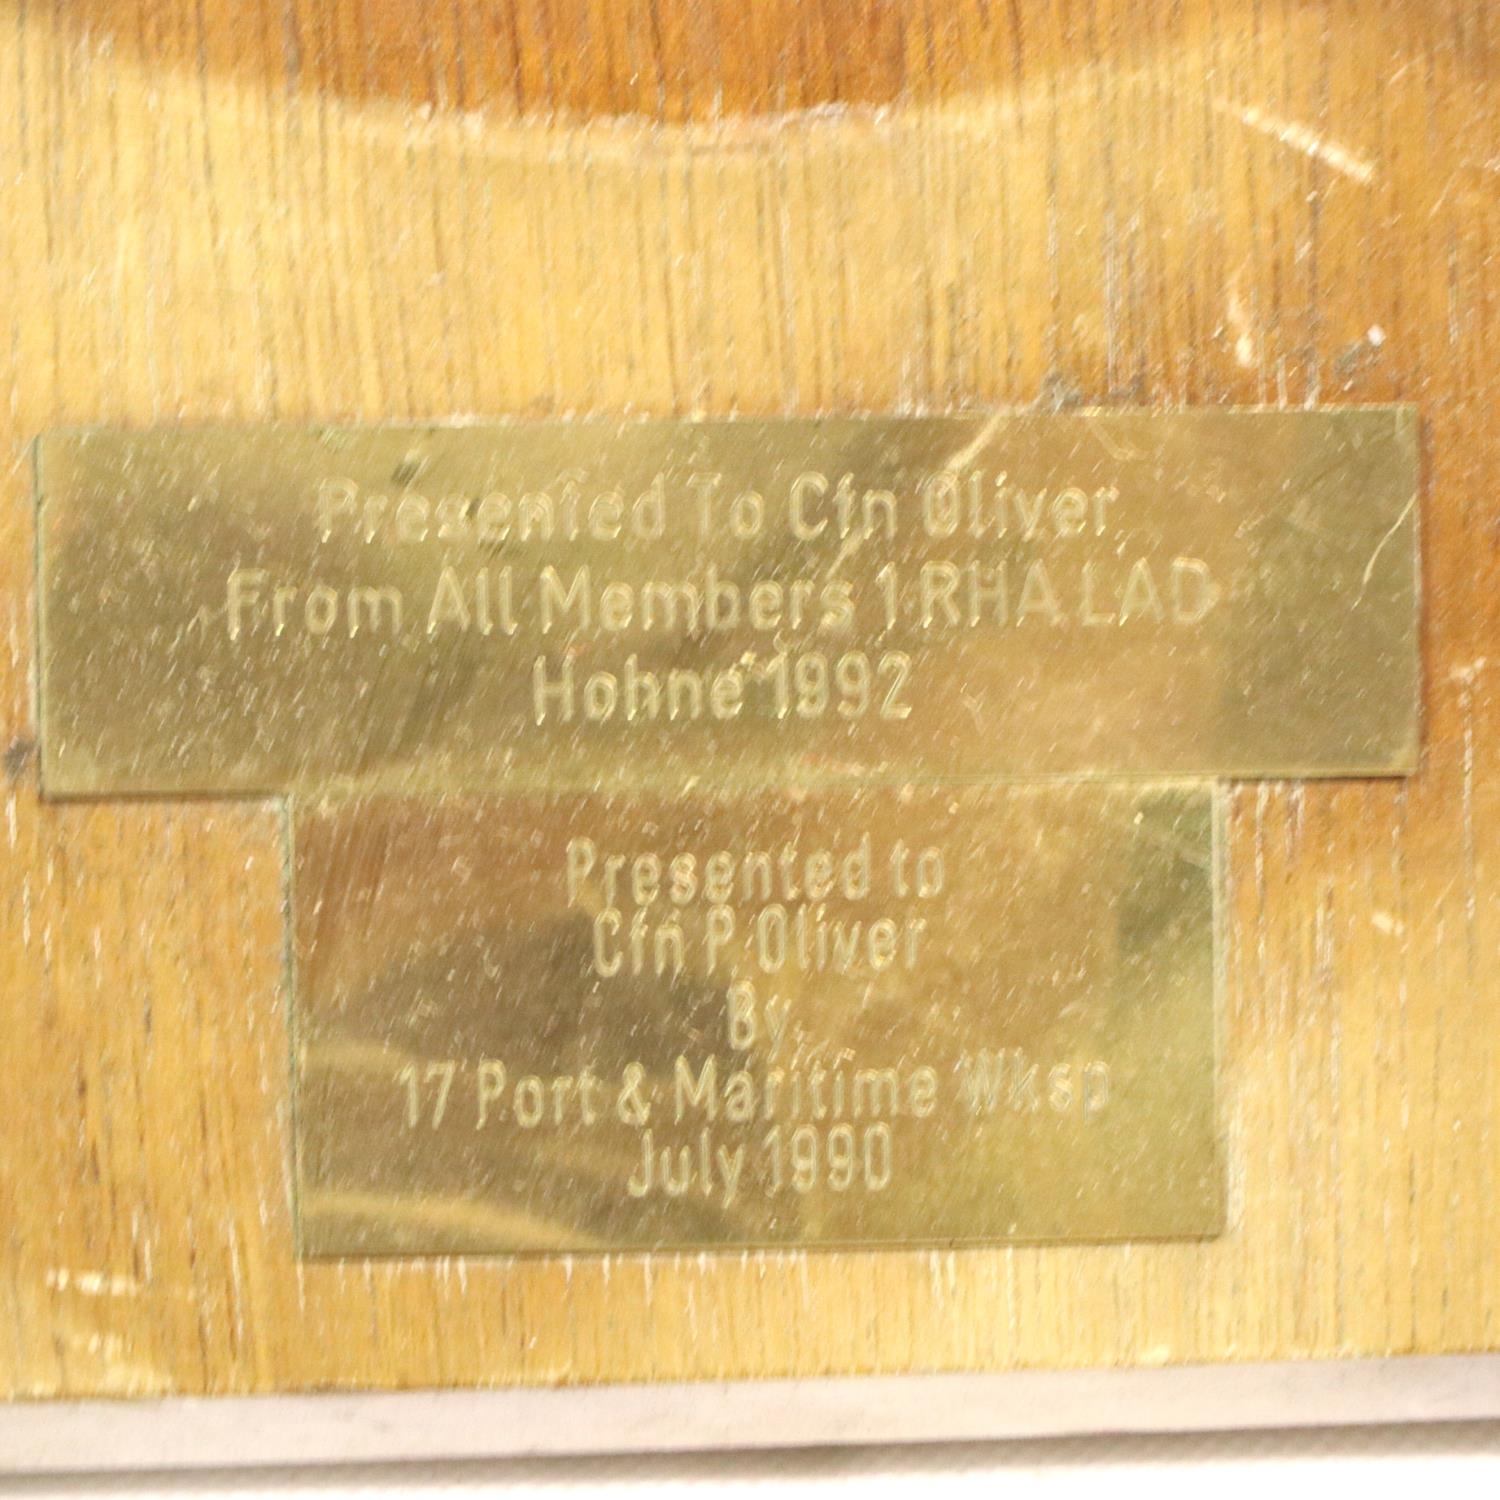 Presented To Cfn Oliver
From All Members 1 RHA LAD
Hohne 1992
Presented to
Cfn P Oliver
By
17 Port & Maritime Wksp
July 1990